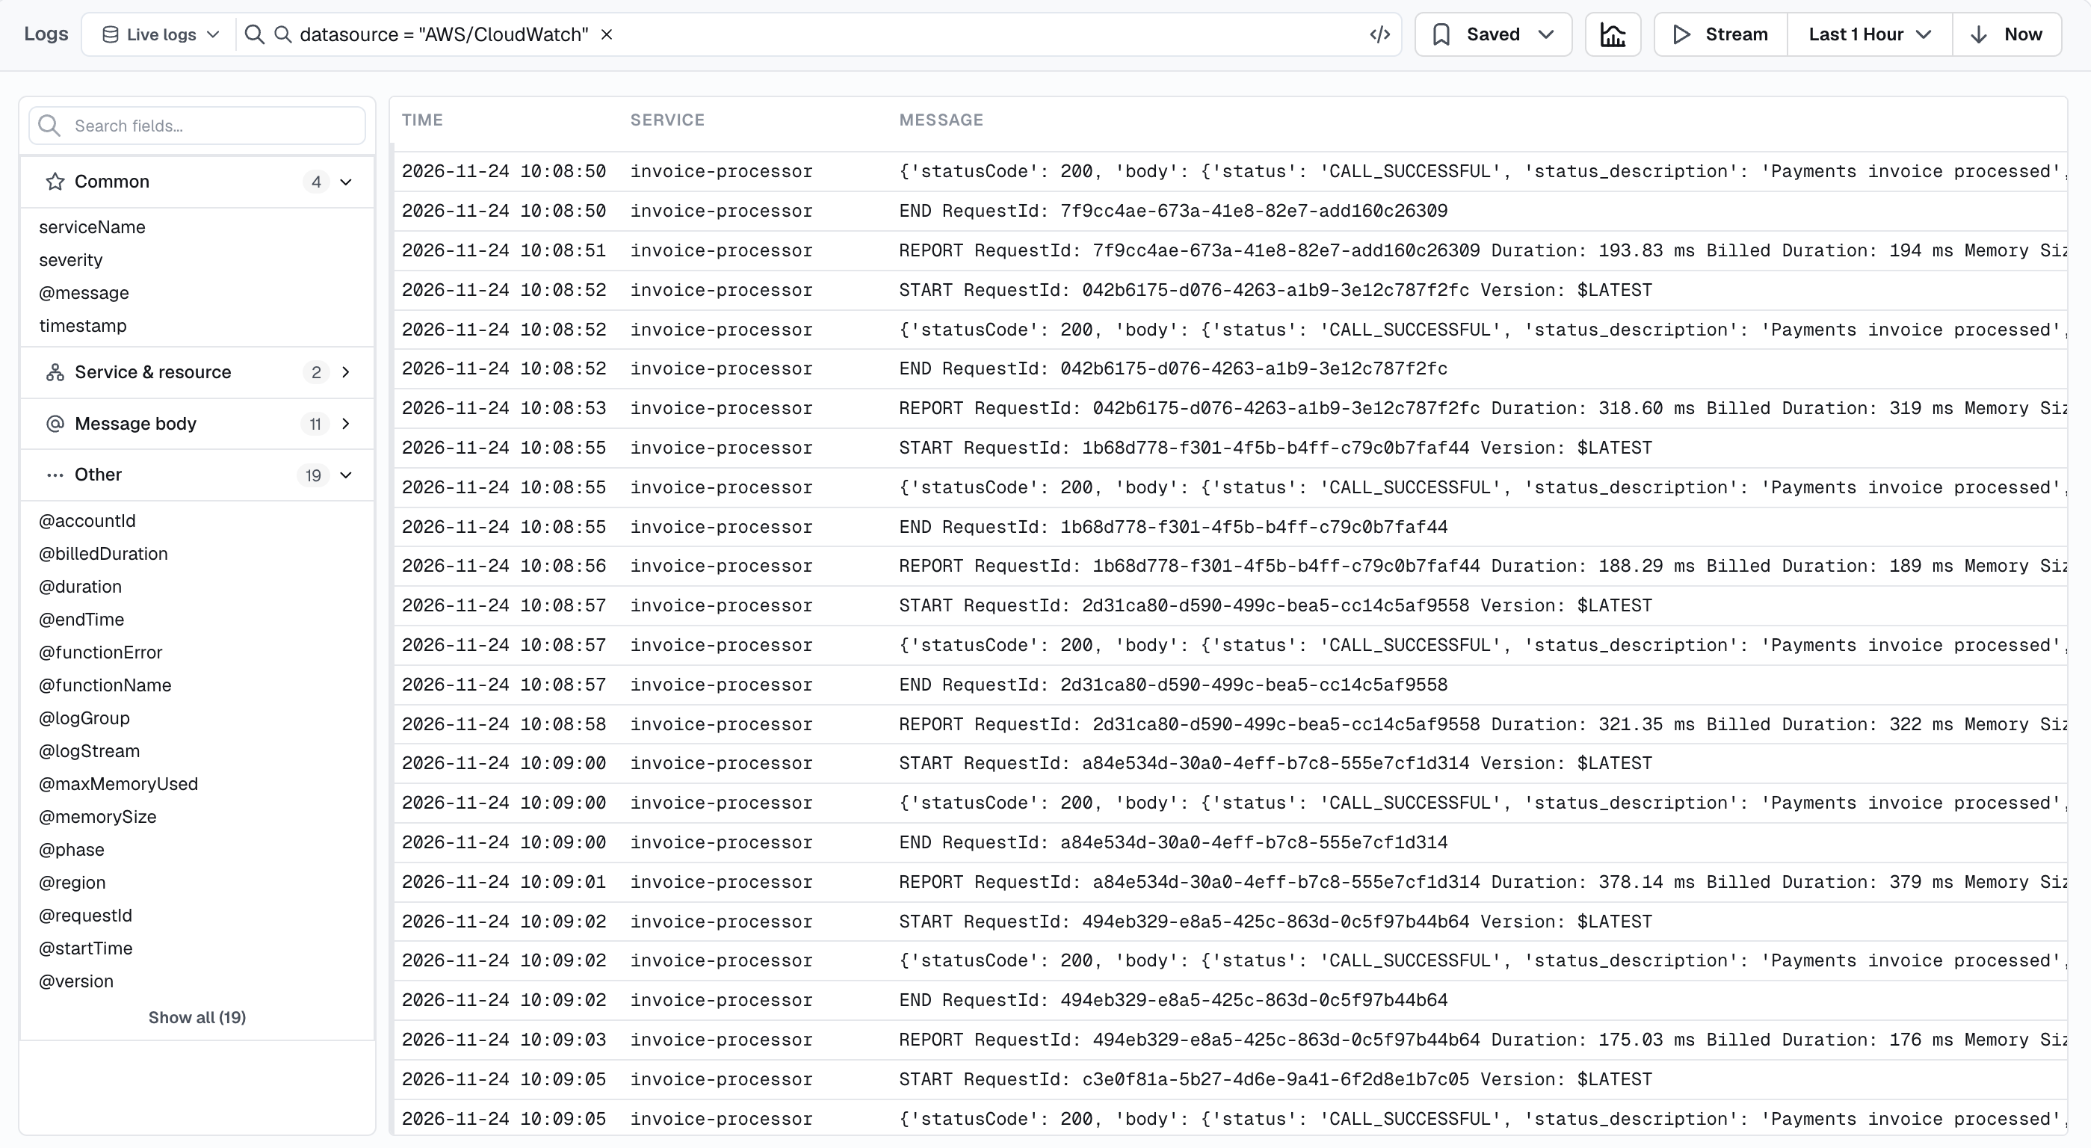 Logs Live logs datasource = "AWS/CloudWatch" × </> Saved Stream Last 1 Hour Now
Search fields...
Common 4
serviceName
severity
@message
timestamp
Service & resource 2
Message body 11
Other 19
@accountId
@billedDuration
@duration
@endTime
@functionError
@functionName
@logGroup
@logStream
@maxMemoryUsed
@memorySize
@phase
@region
@requestId
@startTime
@version
Show all (19)
TIME SERVICE MESSAGE
2026-11-24 10:08:50 invoice-processor {'statusCode': 200, 'body': {'status': 'CALL_SUCCESSFUL', 'status_description': 'Payments invoice processed',
2026-11-24 10:08:50 invoice-processor END RequestId: 7f9cc4ae-673a-41e8-82e7-add160c26309
2026-11-24 10:08:51 invoice-processor REPORT RequestId: 7f9cc4ae-673a-41e8-82e7-add160c26309 Duration: 193.83 ms Billed Duration: 194 ms Memory Siz
2026-11-24 10:08:52 invoice-processor START RequestId: 042b6175-d076-4263-a1b9-3e12c787f2fc Version: $LATEST
2026-11-24 10:08:52 invoice-processor {'statusCode': 200, 'body': {'status': 'CALL_SUCCESSFUL', 'status_description': 'Payments invoice processed',
2026-11-24 10:08:52 invoice-processor END RequestId: 042b6175-d076-4263-a1b9-3e12c787f2fc
2026-11-24 10:08:53 invoice-processor REPORT RequestId: 042b6175-d076-4263-a1b9-3e12c787f2fc Duration: 318.60 ms Billed Duration: 319 ms Memory Siz
2026-11-24 10:08:55 invoice-processor START RequestId: 1b68d778-f301-4f5b-b4ff-c79c0b7faf44 Version: $LATEST
2026-11-24 10:08:55 invoice-processor {'statusCode': 200, 'body': {'status': 'CALL_SUCCESSFUL', 'status_description': 'Payments invoice processed',
2026-11-24 10:08:55 invoice-processor END RequestId: 1b68d778-f301-4f5b-b4ff-c79c0b7faf44
2026-11-24 10:08:56 invoice-processor REPORT RequestId: 1b68d778-f301-4f5b-b4ff-c79c0b7faf44 Duration: 188.29 ms Billed Duration: 189 ms Memory Siz
2026-11-24 10:08:57 invoice-processor START RequestId: 2d31ca80-d590-499c-bea5-cc14c5af9558 Version: $LATEST
2026-11-24 10:08:57 invoice-processor {'statusCode': 200, 'body': {'status': 'CALL_SUCCESSFUL', 'status_description': 'Payments invoice processed',
2026-11-24 10:08:57 invoice-processor END RequestId: 2d31ca80-d590-499c-bea5-cc14c5af9558
2026-11-24 10:08:58 invoice-processor REPORT RequestId: 2d31ca80-d590-499c-bea5-cc14c5af9558 Duration: 321.35 ms Billed Duration: 322 ms Memory Siz
2026-11-24 10:09:00 invoice-processor START RequestId: a84e534d-30a0-4eff-b7c8-555e7cf1d314 Version: $LATEST
2026-11-24 10:09:00 invoice-processor {'statusCode': 200, 'body': {'status': 'CALL_SUCCESSFUL', 'status_description': 'Payments invoice processed',
2026-11-24 10:09:00 invoice-processor END RequestId: a84e534d-30a0-4eff-b7c8-555e7cf1d314
2026-11-24 10:09:01 invoice-processor REPORT RequestId: a84e534d-30a0-4eff-b7c8-555e7cf1d314 Duration: 378.14 ms Billed Duration: 379 ms Memory Siz
2026-11-24 10:09:02 invoice-processor START RequestId: 494eb329-e8a5-425c-863d-0c5f97b44b64 Version: $LATEST
2026-11-24 10:09:02 invoice-processor {'statusCode': 200, 'body': {'status': 'CALL_SUCCESSFUL', 'status_description': 'Payments invoice processed',
2026-11-24 10:09:02 invoice-processor END RequestId: 494eb329-e8a5-425c-863d-0c5f97b44b64
2026-11-24 10:09:03 invoice-processor REPORT RequestId: 494eb329-e8a5-425c-863d-0c5f97b44b64 Duration: 175.03 ms Billed Duration: 176 ms Memory Siz
2026-11-24 10:09:05 invoice-processor START RequestId: c3e0f81a-5b27-4d6e-9a41-6f2d8e1b7c05 Version: $LATEST
2026-11-24 10:09:05 invoice-processor {'statusCode': 200, 'body': {'status': 'CALL_SUCCESSFUL', 'status_description': 'Payments invoice processed',